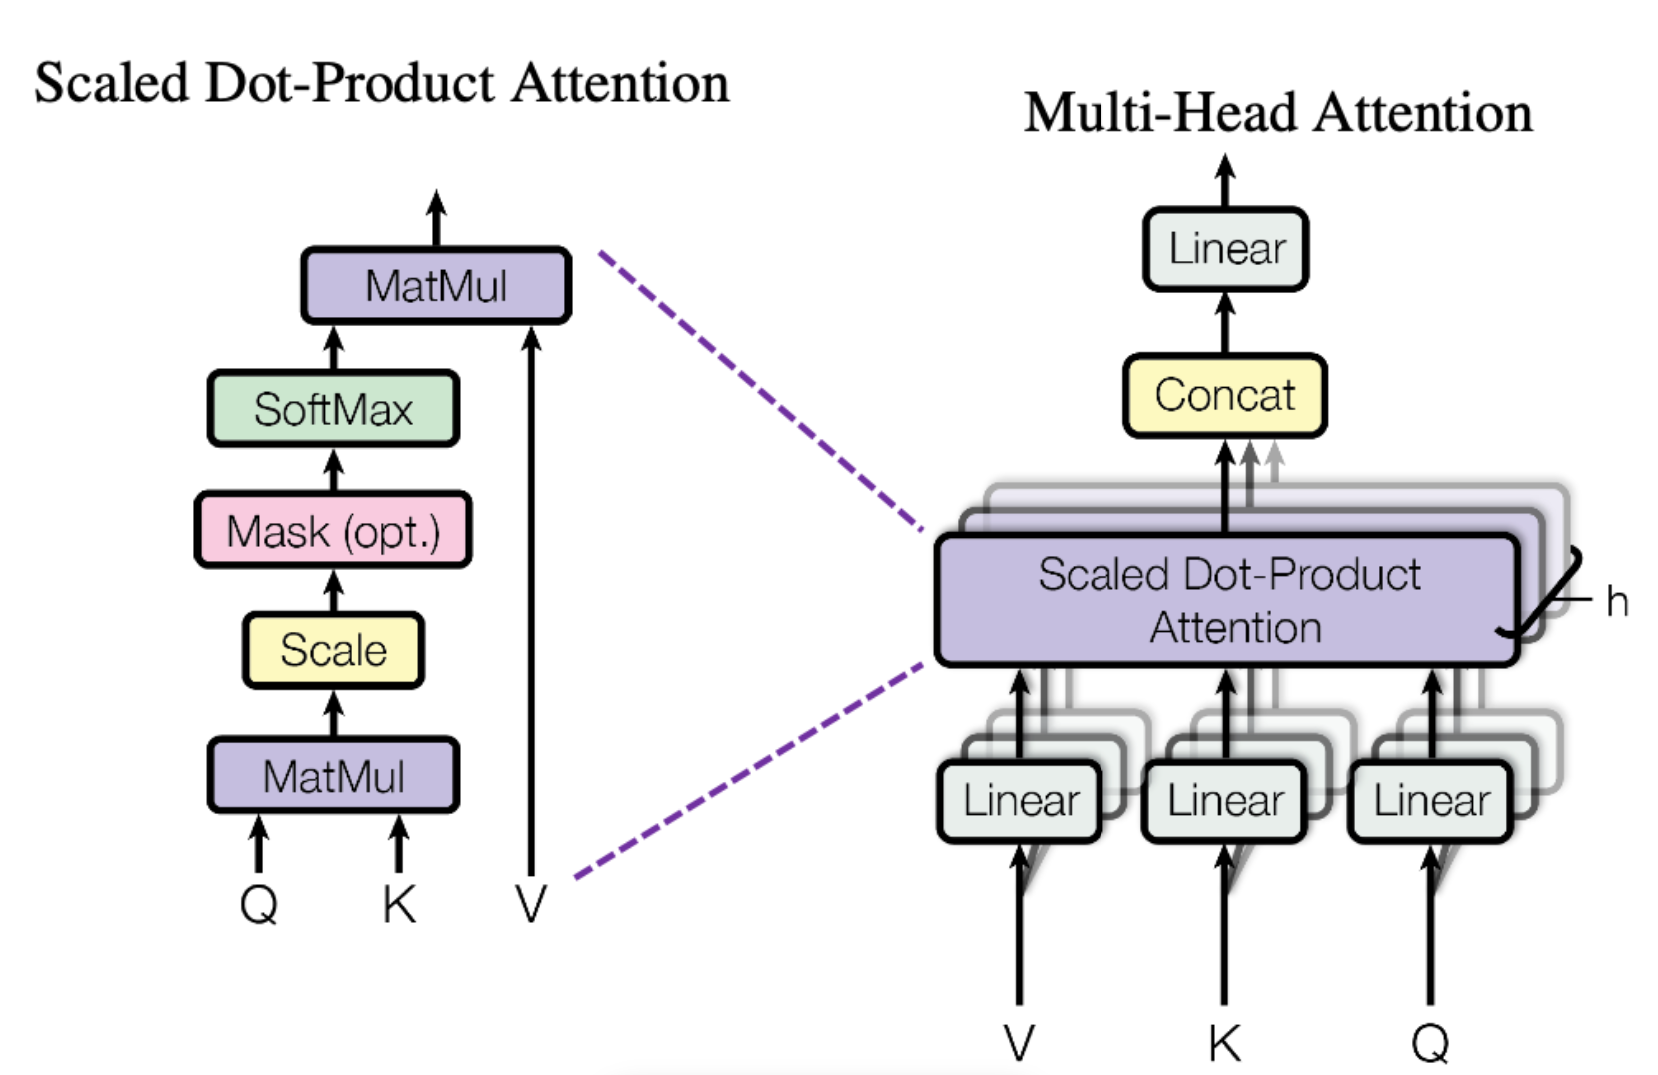 Scaled Dot-Product Attention
MatMul
SoftMax
Mask (opt.)
Scale
MatMul
Q K V
Multi-Head Attention
Linear
Concat
Scaled Dot-Product
Attention
h
Linear Linear Linear
V K Q